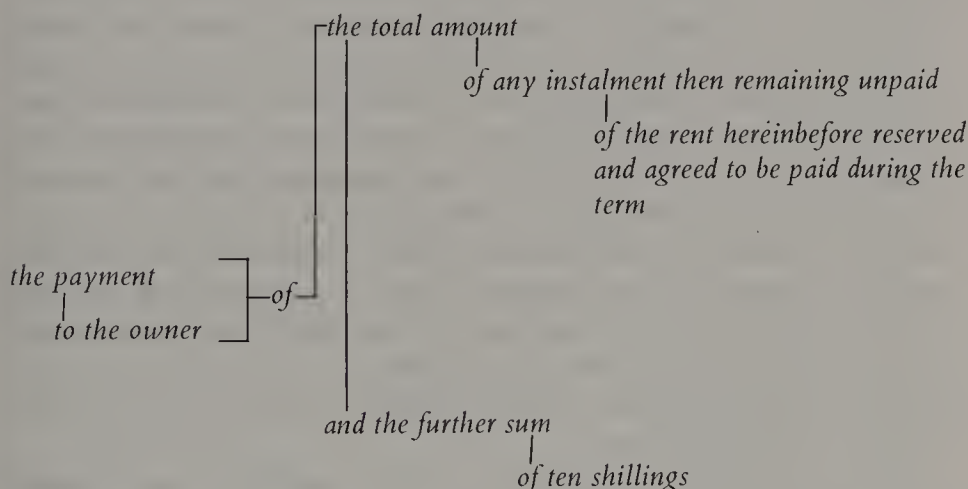 the total amount
of any instalment then remaining unpaid
of the rent hereinbefore reserved
and agreed to be paid during the
term
the payment
of
to the owner
and the further sum
of ten shillings